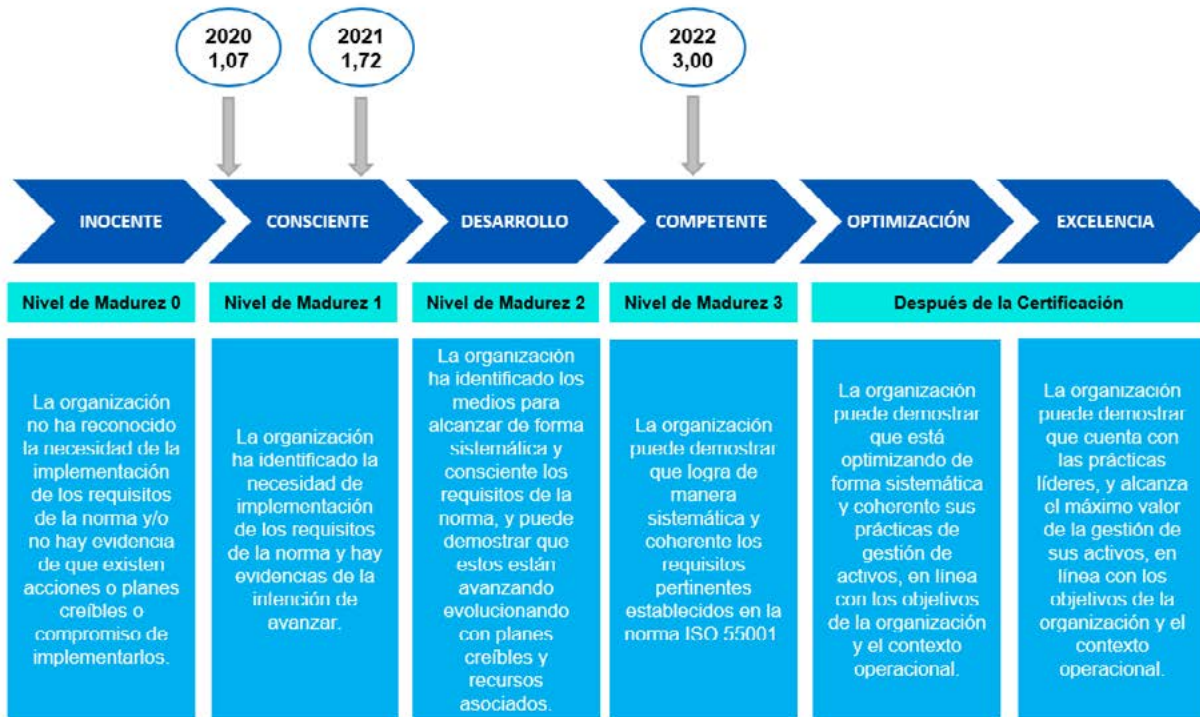 2020
1,07
2021
1,72
2022
3,00
INOCENTE
CONSCIENTE
DESARROLLO
COMPETENTE
OPTIMIZACIÓN
EXCELENCIA
Nivel de Madurez 0
Nivel de Madurez 1
Nivel de Madurez 2
Nivel de Madurez 3
Después de la Certificación
La organización
no ha reconocido
la necesidad de la
implementación
de los requisitos
de la norma y/o
no hay evidencia
de que existen
acciones o planes
creíbles o
compromiso de
implementarlos.
La organización
ha identificado la
necesidad de
implementación
de los requisitos
de la norma y hay
evidencias de la
intención de
avanzar.
La organización
ha identificado los
medios para
alcanzar de forma
sistemática y
consciente los
requisitos de la
norma, y puede
demostrar que
estos están
avanzando
evolucionando
con planes
creíbles y
recursos
asociados.
La organización
puede demostrar
que logra de
manera
sistemática y
coherente los
requisitos
pertinentes
establecidos en la
norma ISO 55001
La organización
puede demostrar
que está
optimizando de
forma sistemática
y coherente sus
prácticas de
gestión de
activos, en línea
con los objetivos
de la organización
y el contexto
operacional.
La organización
puede demostrar
que cuenta con
las prácticas
líderes, y alcanza
el máximo valor
de la gestión de
sus activos, en
línea con los
objetivos de la
organización y el
contexto
operacional.